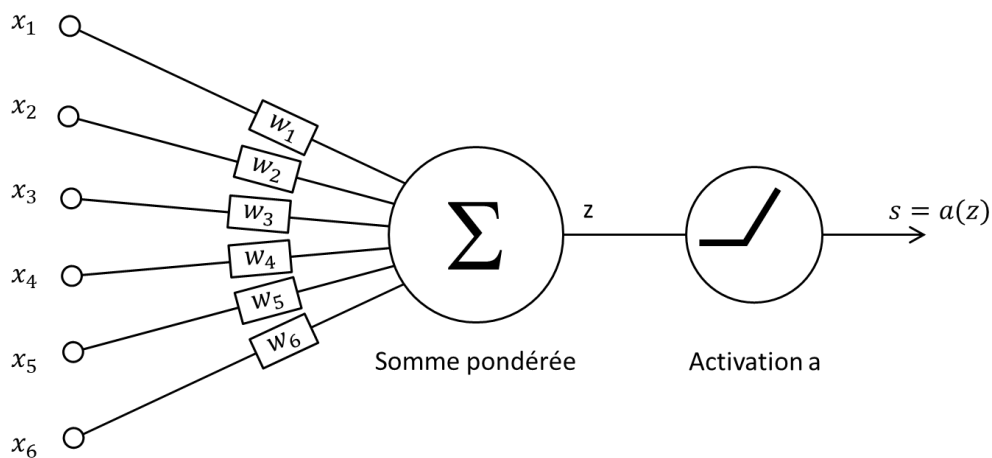 x₁
x₂
x₃
x₄
x₅
x₆
w₁
w₂
w₃
w₄
w₅
w₆
Σ
z
s = a(z)
Somme pondérée
Activation a